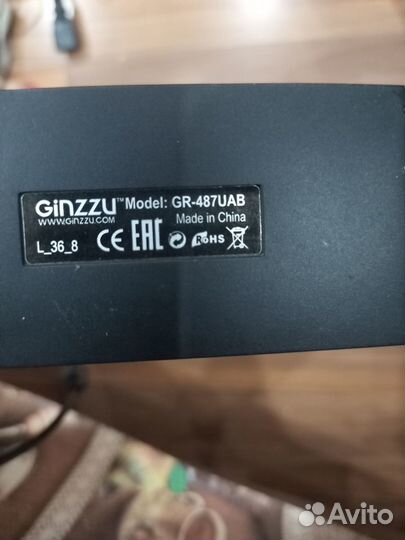 GiNZZU™ Model: GR-487UAB
www.GiNZZU.COM Made in China
L_36_8 CE EAC RoHS
Avito